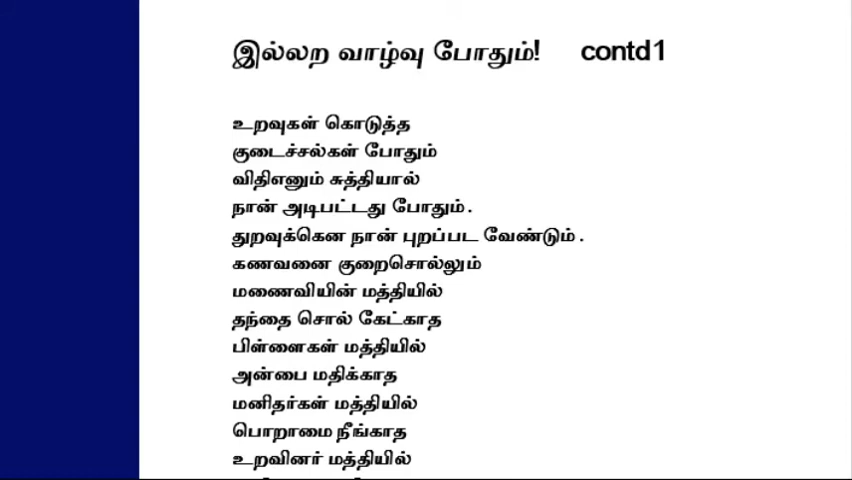 இல்லற வாழ்வு போதும்! contd1
உறவுகள் கொடுத்த
குடைச்சல்கள் போதும்
விதிஎனும் சுத்தியால்
நான் அடிபட்டது போதும்.
துறவுக்கென நான் புறப்பட வேண்டும்.
கணவனை குறைசொல்லும்
மணைவியின் மத்தியில்
தந்தை சொல் கேட்காத
பிள்ளைகள் மத்தியில்
அன்பை மதிக்காத
மனிதர்கள் மத்தியில்
பொறாமை நீங்காத
உறவினர் மத்தியில்